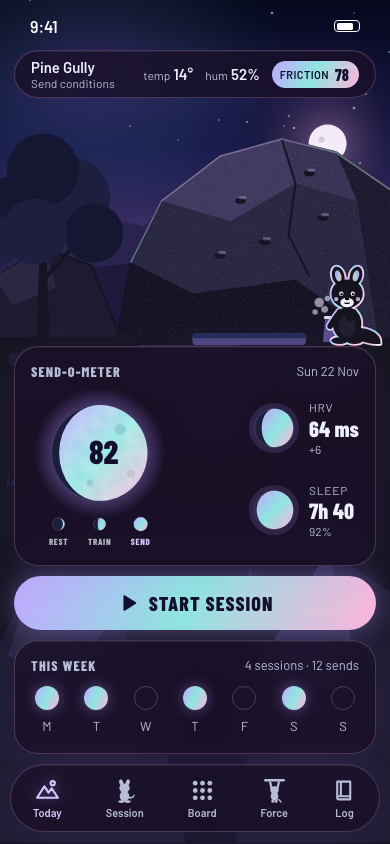 9:41
Pine Gully
Send conditions
temp 14° hum 52% FRICTION 78
SEND-O-METER
Sun 22 Nov
82
REST TRAIN SEND
HRV
64 ms
+6
SLEEP
7h 40
92%
START SESSION
THIS WEEK
4 sessions · 12 sends
M T W T F S S
Today Session Board Force Log